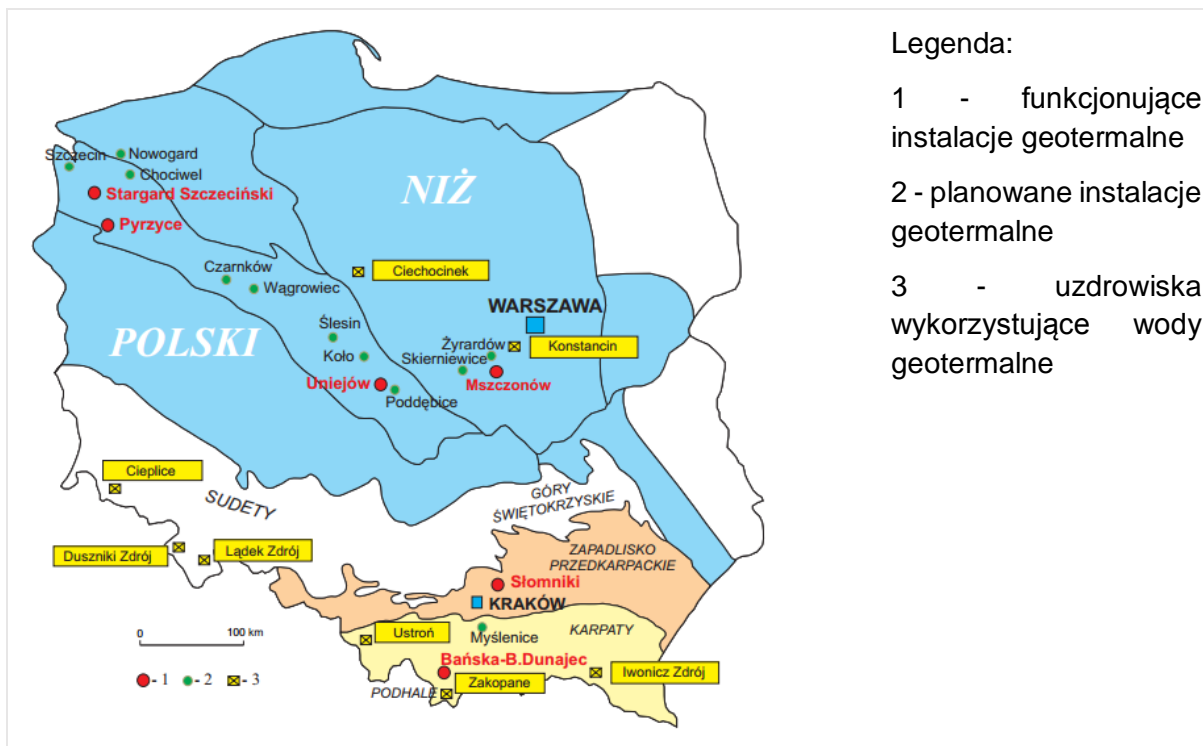 Legenda:
1 - funkcjonujące
instalacje geotermalne
2 - planowane instalacje
geotermalne
3 - uzdrowiska
wykorzystujące wody
geotermalne
NIŻ
POLSKI
Szczecin
Nowogard
Chociwel
Stargard Szczeciński
Pyrzyce
Czarnków
Wągrowiec
Ciechocinek
WARSZAWA
Ślesin
Koło
Żyrardów
Konstancin
Skierniewice
Uniejów
Mszczonów
Poddębice
Cieplice
SUDETY
GÓRY
ŚWIĘTOKRZYSKIE
Duszniki Zdrój
Lądek Zdrój
ZAPADLISKO
PRZEDKARPACKIE
Słomniki
KRAKÓW
Ustroń
Myślenice
KARPATY
Bańska-B.Dunajec
Iwonicz Zdrój
PODHALE
Zakopane
0 100 km
- 1 - 2 - 3